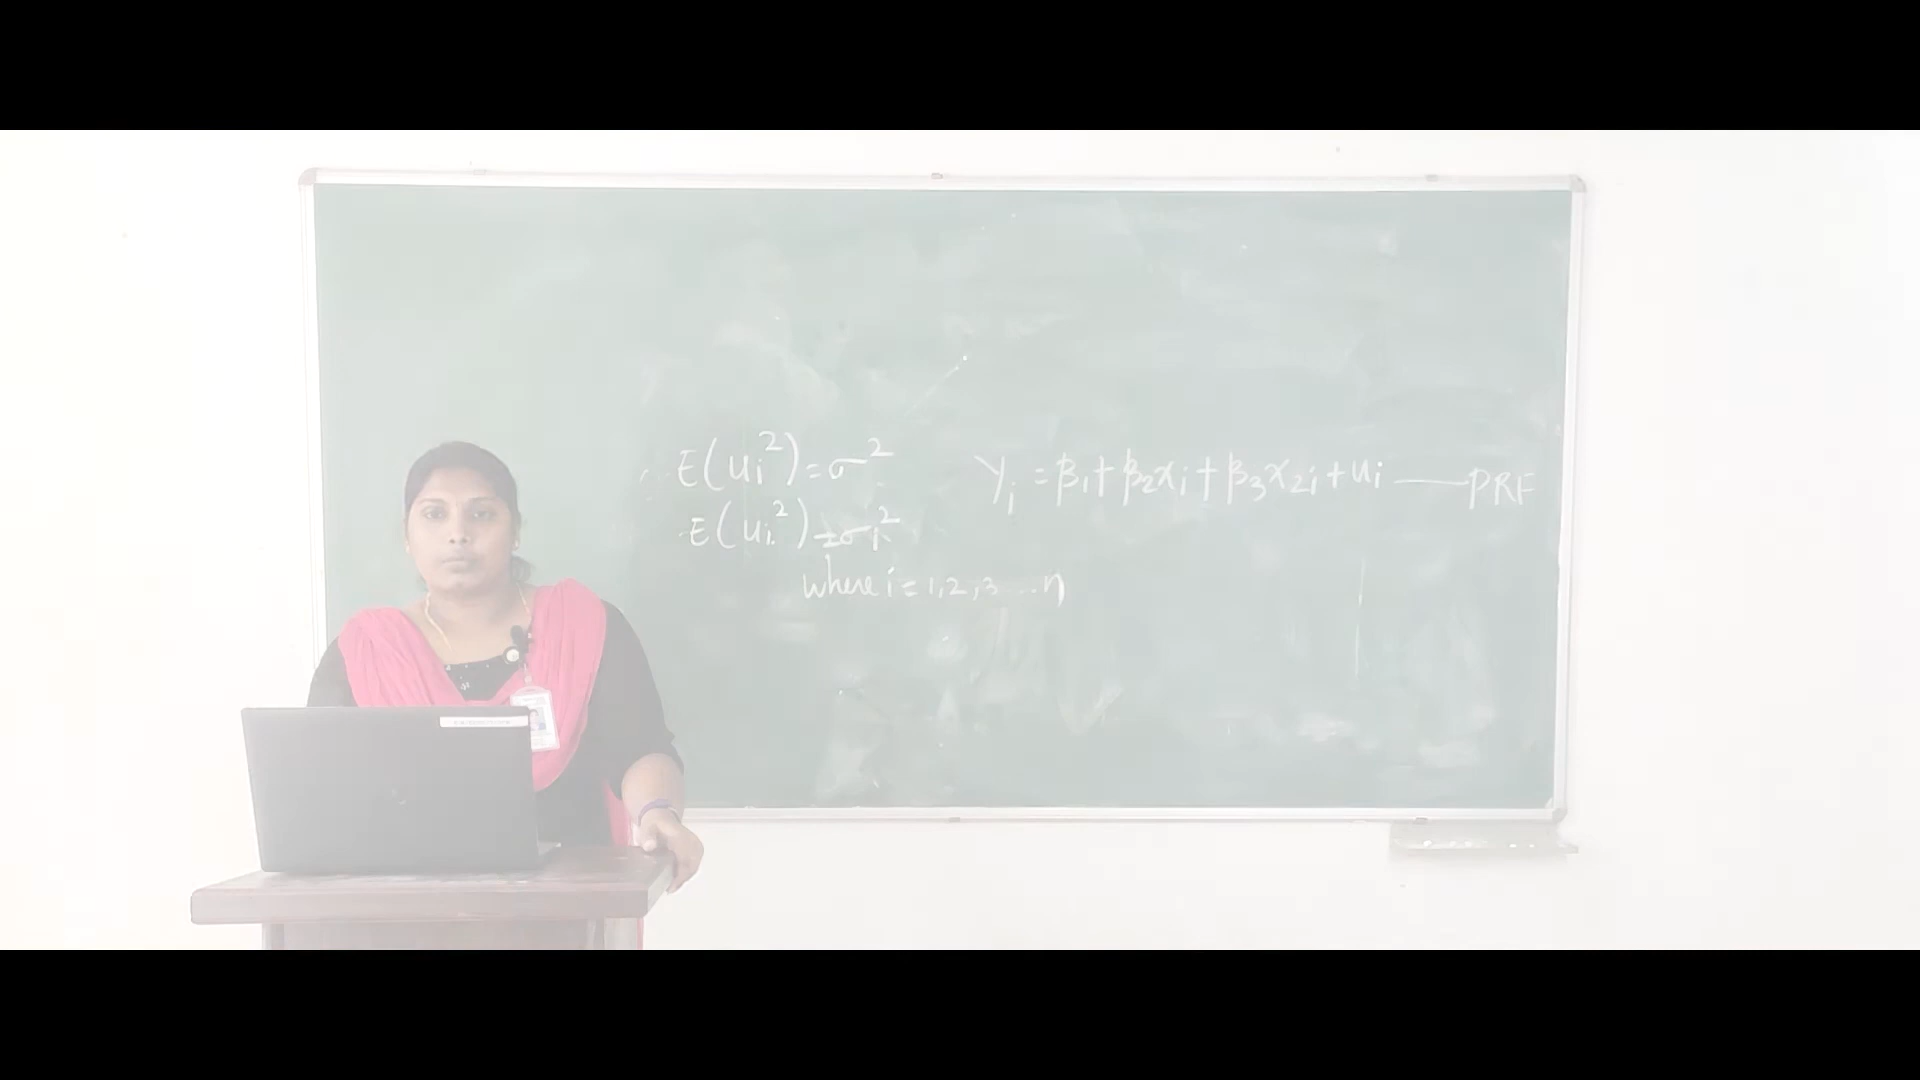 E(ui²) = σ²
E(ui²) = σi²
where i = 1,2,3 ... n
Yi = β1 + β2xi + β3x2i + ui — PRF